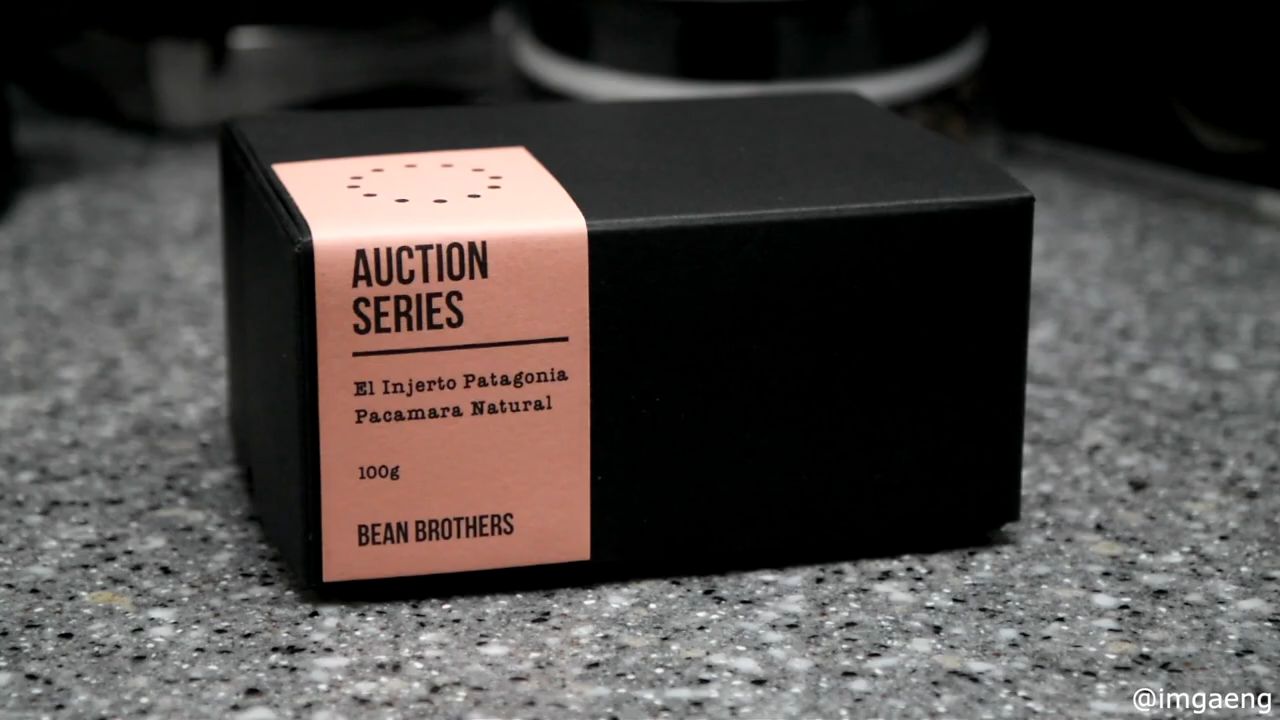 AUCTION
SERIES
El Injerto Patagonia
Pacamara Natural
100g
BEAN BROTHERS
@imgaeng